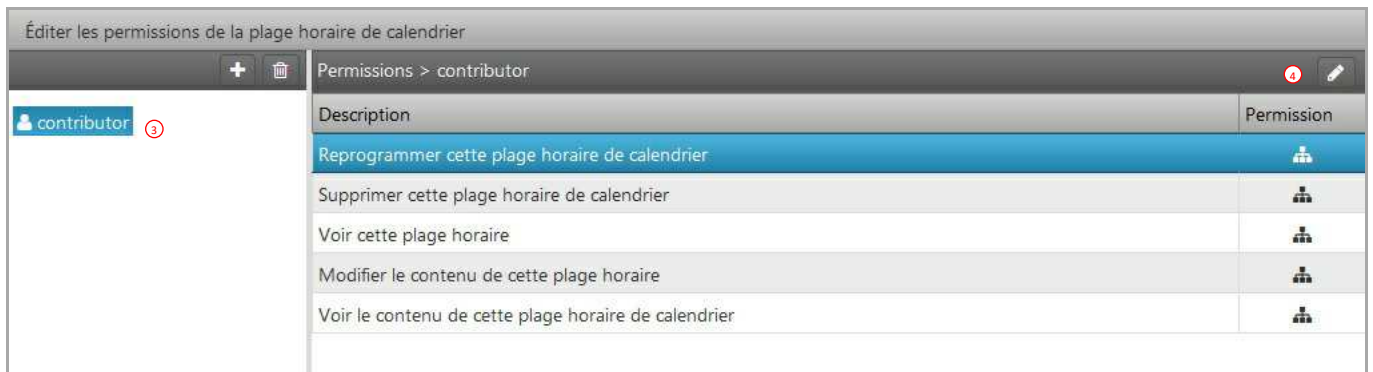 Éditer les permissions de la plage horaire de calendrier
Permissions > contributor 4
Description Permission
contributor 3
Reprogrammer cette plage horaire de calendrier
Supprimer cette plage horaire de calendrier
Voir cette plage horaire
Modifier le contenu de cette plage horaire
Voir le contenu de cette plage horaire de calendrier